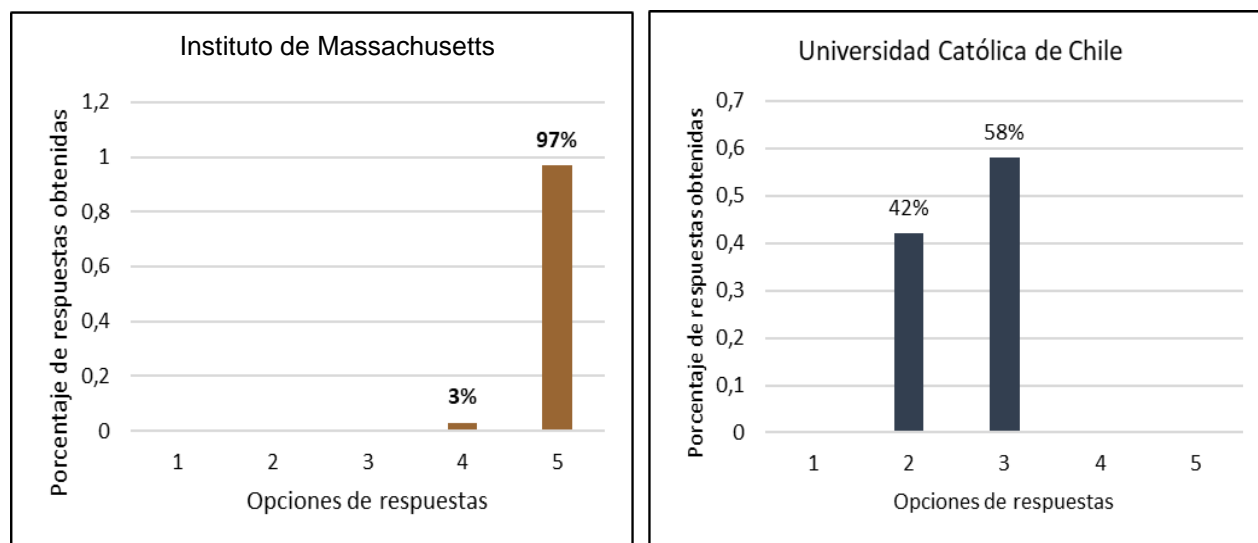 Instituto de Massachusetts
Porcentaje de respuestas obtenidas
1,2
1
0,8
0,6
0,4
0,2
0
3%
97%
1 2 3 4 5
Opciones de respuestas
Universidad Católica de Chile
Porcentaje de respuestas obtenidas
0,7
0,6
0,5
0,4
0,3
0,2
0,1
0
42%
58%
1 2 3 4 5
Opciones de respuestas